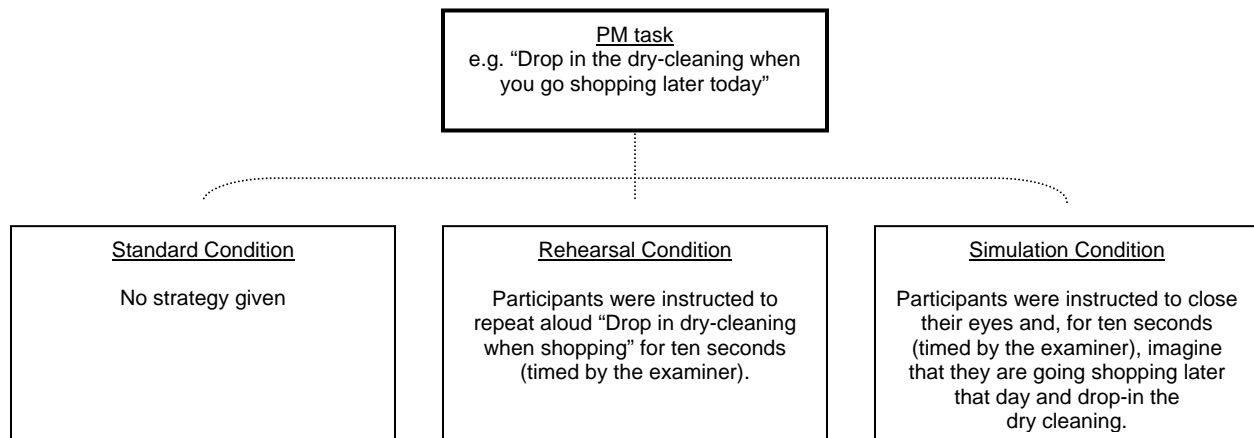 PM task
e.g. “Drop in the dry-cleaning when
you go shopping later today”
Standard Condition
No strategy given
Rehearsal Condition
Participants were instructed to
repeat aloud “Drop in dry-cleaning
when shopping” for ten seconds
(timed by the examiner).
Simulation Condition
Participants were instructed to close
their eyes and, for ten seconds
(timed by the examiner), imagine
that they are going shopping later
that day and drop-in the
dry cleaning.